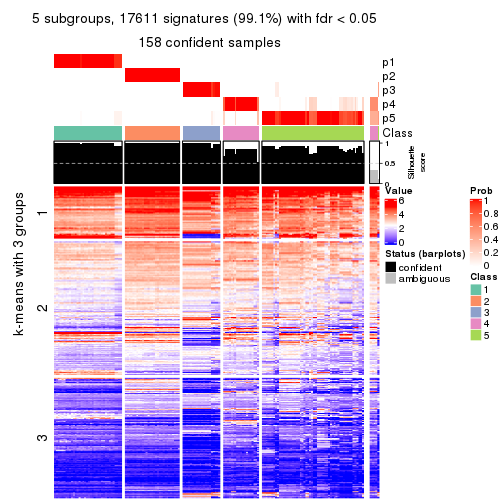 5 subgroups, 17611 signatures (99.1%) with fdr < 0.05
158 confident samples
p1
p2
p3
p4
p5
Class
1
0.5
0
Silhouette
score
k-means with 3 groups
1
2
3
Value
6
4
2
0
Status (barplots)
confident
ambiguous
Prob
1
0.8
0.6
0.4
0.2
0
Class
1
2
3
4
5